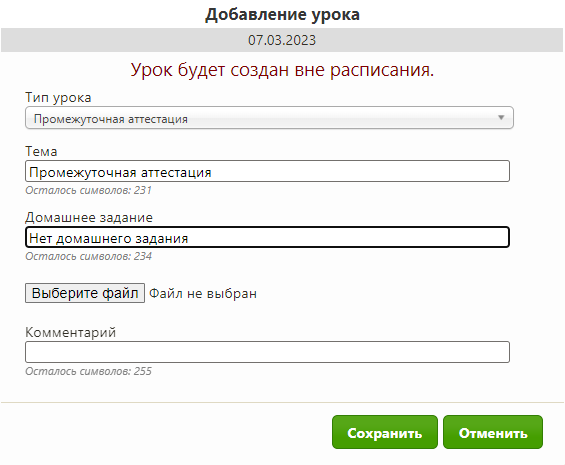 Добавление урока
07.03.2023
Урок будет создан вне расписания.
Тип урока
Промежуточная аттестация
Тема
Промежуточная аттестация
Осталось символов: 231
Домашнее задание
Нет домашнего задания
Осталось символов: 234
Выберите файл Файл не выбран
Комментарий
Осталось символов: 255
Сохранить Отменить